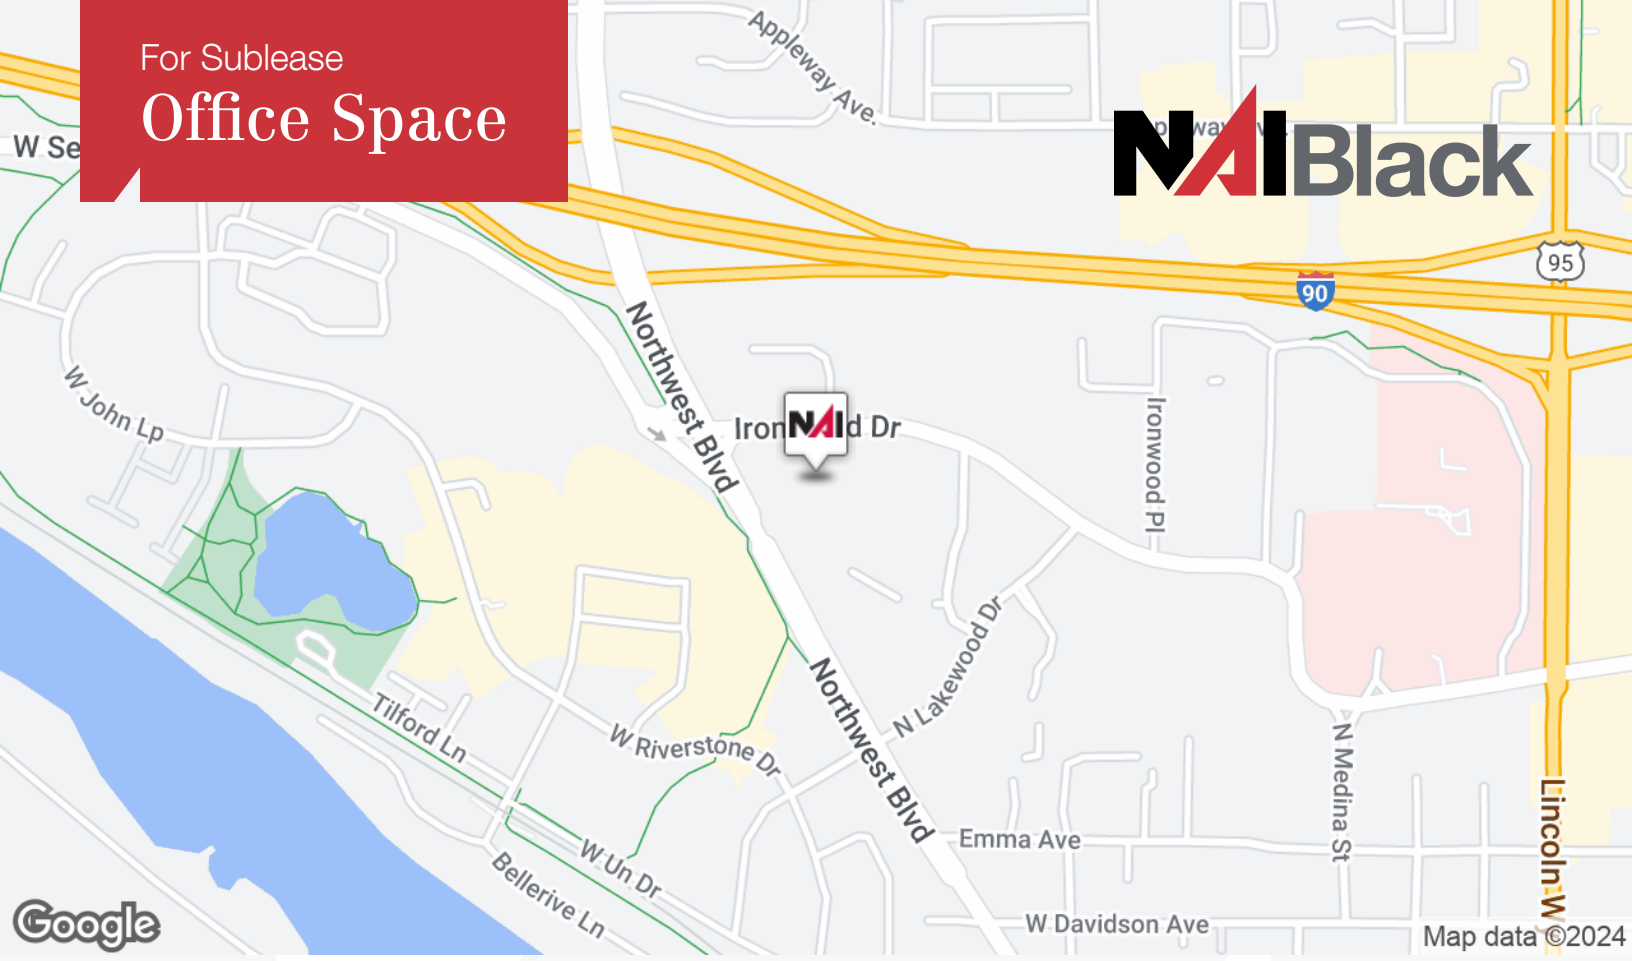 For Sublease
Office Space
Appleway Ave.
NAIBlack
W Se
95
90
Northwest Blvd
W John Lp
NAI
Iron
d Dr
Ironwood Pl
N Lakewood Dr
Northwest Blvd
Tilford Ln
W Riverstone Dr
N Medina St
Lincoln W
Emma Ave
W Un Dr
Bellerive Ln
W Davidson Ave
Google
Map data ©2024